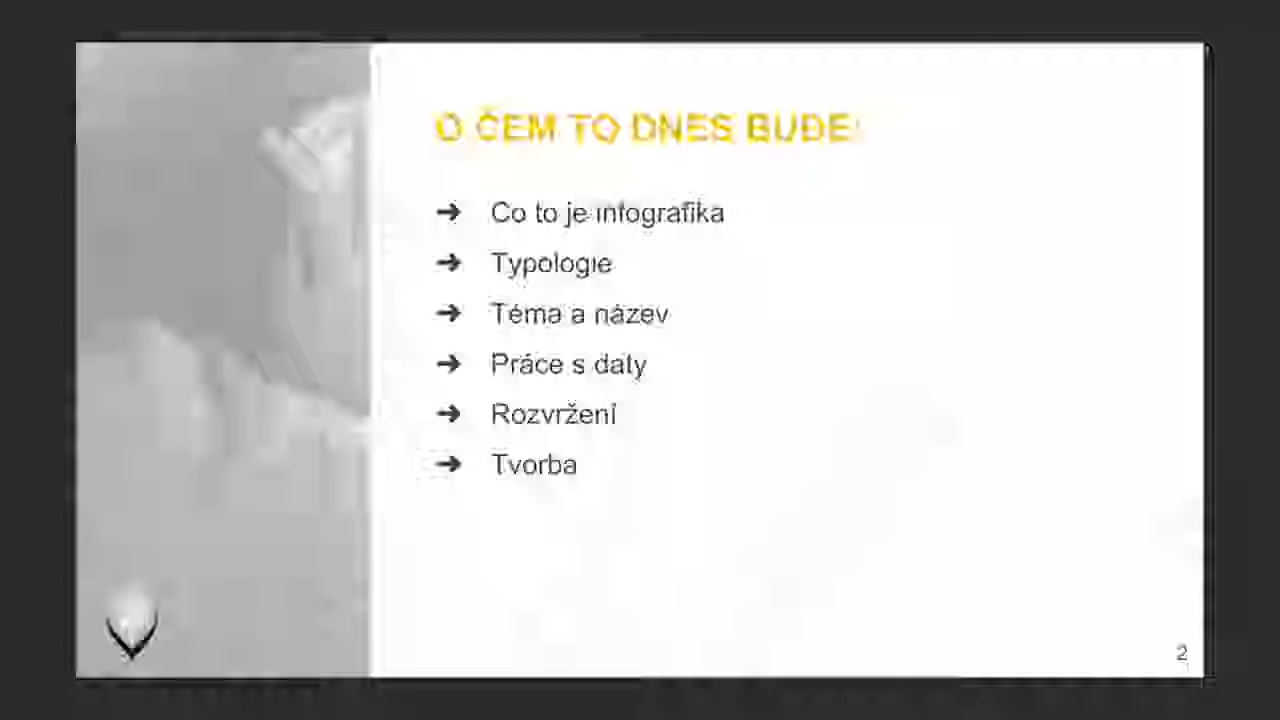 O ČEM TO DNES BUDE!
➔ Co to je infografika
➔ Typologie
➔ Téma a název
➔ Práce s daty
➔ Rozvržení
➔ Tvorba
2